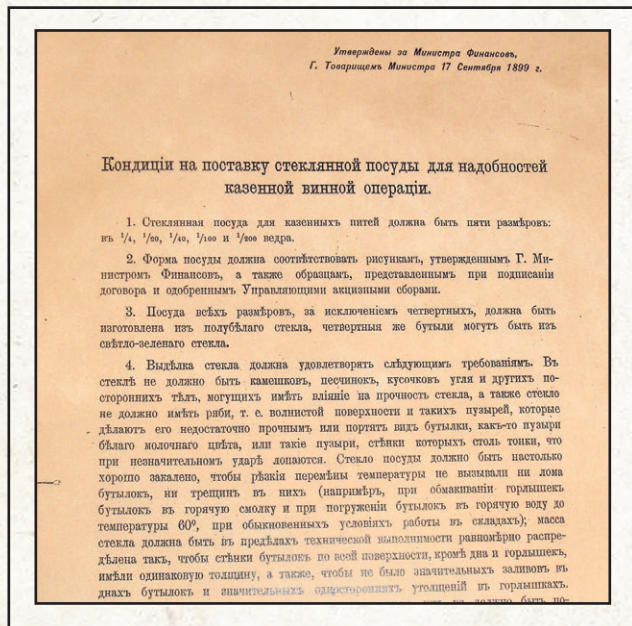 Утверждены за Министра Финансовъ,
Г. Товарищемъ Министра 17 Сентября 1899 г.
Кондиціи на поставку стеклянной посуды для надобностей
казенной винной операціи.
1. Стеклянная посуда для казенныхъ питей должна быть пяти размѣровъ:
въ 1/4, 1/20, 1/40, 1/100 и 1/200 ведра.
2. Форма посуды должна соотвѣтствовать рисункамъ, утвержденнымъ Г. Ми-
нистромъ Финансовъ, а также образцамъ, представленнымъ при подписаніи
договора и одобреннымъ Управляющими акцизными сборами.
3. Посуда всѣхъ размѣровъ, за исключеніемъ четвертныхъ, должна быть
изготовлена изъ полубѣлаго стекла, четвертныя же бутыли могутъ быть изъ
свѣтло-зеленаго стекла.
4. Выдѣлка стекла должна удовлетворять слѣдующимъ требованіямъ. Въ
стеклѣ не должно быть камешковъ, песчинокъ, кусочковъ угля и другихъ по-
стороннихъ тѣлъ, могущихъ имѣть вліяніе на прочность стекла, а также стекло
не должно имѣть ряби, т. е. волнистой поверхности и такихъ пузырей, которые
дѣлаютъ его недостаточно прочнымъ или портятъ видъ бутылки, какъ-то пузыри
бѣлаго молочнаго цвѣта, или такіе пузыри, стѣнки которыхъ столь тонки, что
при незначительномъ ударѣ лопаются. Стекло посуды должно быть настолько
хорошо закалено, чтобы рѣзкія перемѣны температуры не вызывали ни лома
бутылокъ, ни трещинъ въ нихъ (напримѣръ, при обмакиваніи горлышекъ
бутылокъ въ горячую смолку и при погруженіи бутылокъ въ горячую воду до
температуры 60°, при обыкновенныхъ условіяхъ работы въ складахъ); масса
стекла должна быть въ предѣлахъ технической выполнимости равномѣрно распре-
дѣлена такъ, чтобы стѣнки бутылокъ по всей поверхности, кромѣ дна и горлышекъ,
имѣли одинаковую толщину, а также, чтобы не было значительныхъ заливовъ въ
днахъ бутылокъ и значительныхъ одностороннихъ утолщеній въ горлышкахъ.
должно быть по-